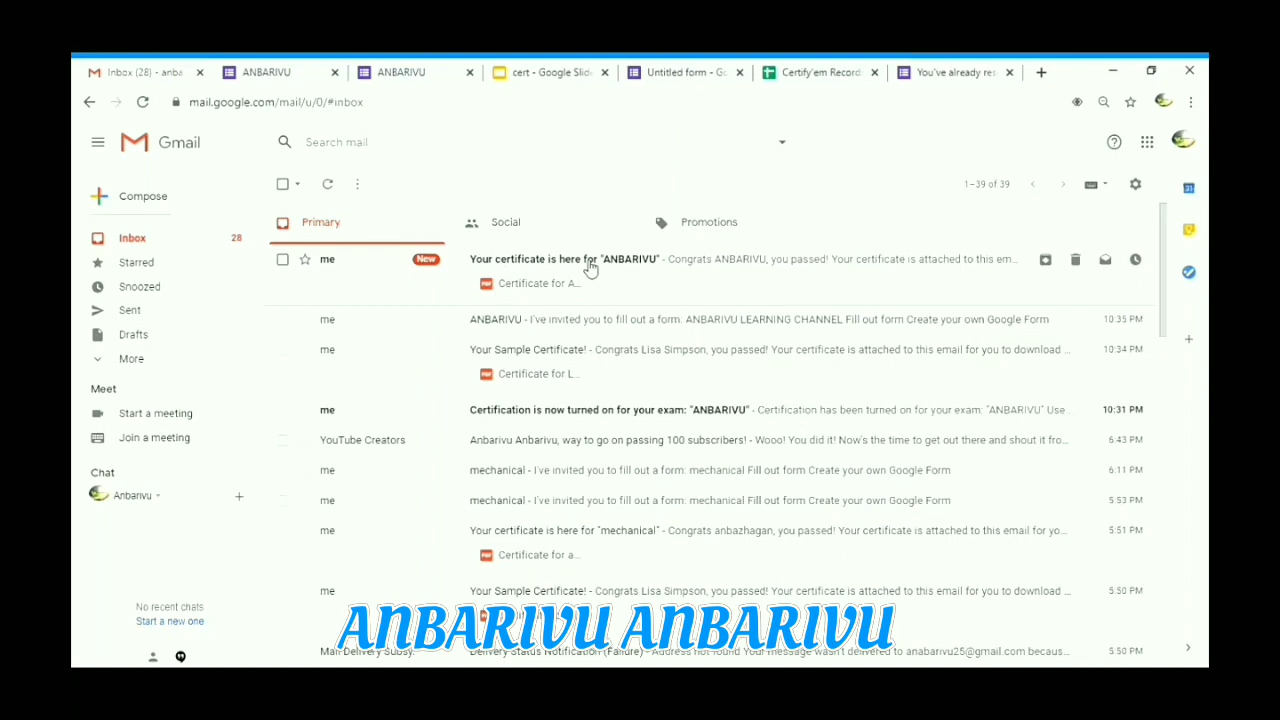 Inbox (28) - anba
ANBARIVU
ANBARIVU
cert - Google Slide
Untitled form - Go
Certify'em Record
You've already res
mail.google.com/mail/u/0/#inbox
Gmail
Search mail
Compose
1–39 of 39
Primary
Social
Promotions
Inbox 28
Starred
Snoozed
Sent
Drafts
More
Meet
Start a meeting
Join a meeting
Chat
Anbarivu
No recent chats
Start a new one
me New Your certificate is here for "ANBARIVU" - Congrats ANBARIVU, you passed! Your certificate is attached to this em...
PDF Certificate for A...
me ANBARIVU - I've invited you to fill out a form: ANBARIVU LEARNING CHANNEL Fill out form Create your own Google Form 10:35 PM
me Your Sample Certificate! - Congrats Lisa Simpson, you passed! Your certificate is attached to this email for you to download ... 10:34 PM
PDF Certificate for L...
me Certification is now turned on for your exam: "ANBARIVU" - Certification has been turned on for your exam: "ANBARIVU" Use 10:31 PM
YouTube Creators Anbarivu Anbarivu, way to go on passing 100 subscribers! - Wooo! You did it! Now's the time to get out there and shout it fro... 6:43 PM
me mechanical - I've invited you to fill out a form: mechanical Fill out form Create your own Google Form 6:11 PM
me mechanical - I've invited you to fill out a form: mechanical Fill out form Create your own Google Form 5:53 PM
me Your certificate is here for "mechanical" - Congrats anbazhagan, you passed! Your certificate is attached to this email for yo... 5:51 PM
PDF Certificate for a...
me Your Sample Certificate! - Congrats Lisa Simpson, you passed! Your certificate is attached to this email for you to download ... 5:50 PM
ANBARIVU ANBARIVU
Mail Delivery Subsy. Delivery Status Notification (Failure) - Address not found Your message wasn't delivered to anabarivu25@gmail.com becaus... 5:50 PM